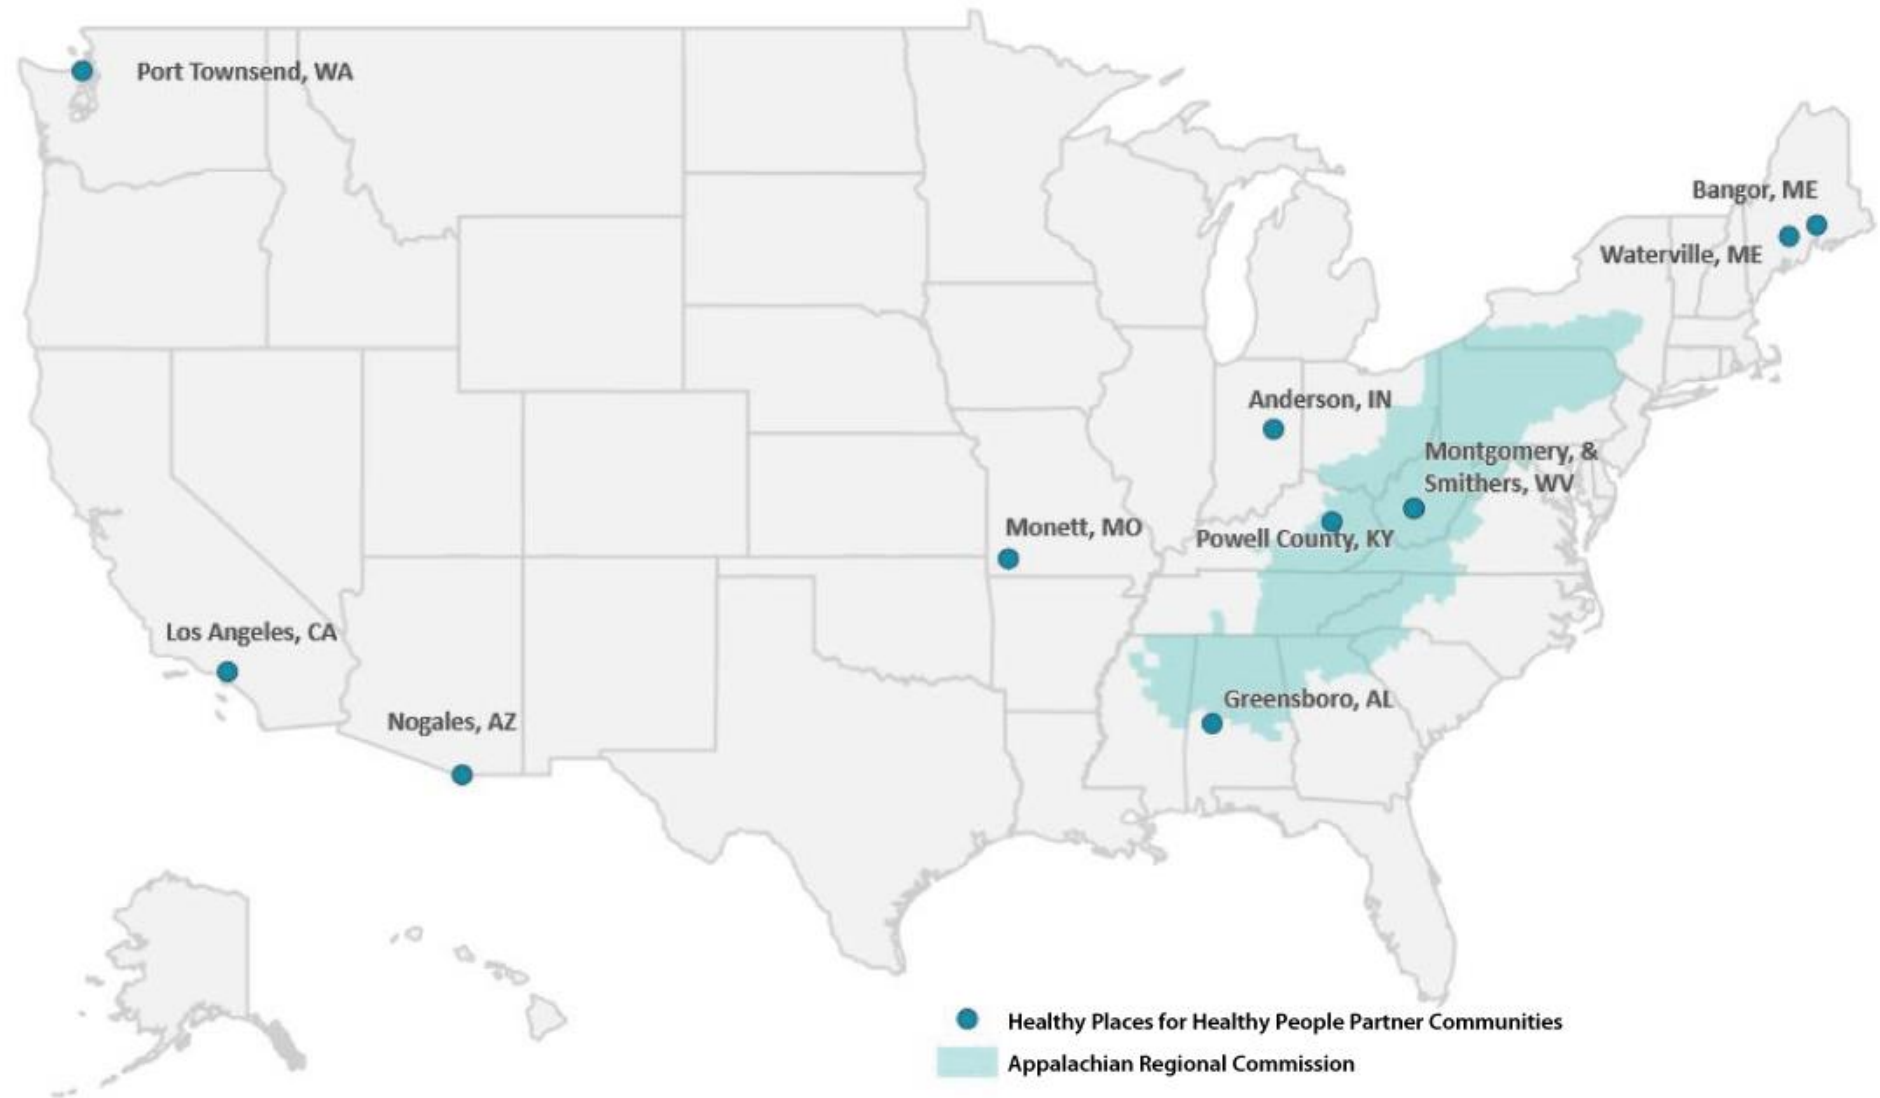 Port Townsend, WA
Bangor, ME
Waterville, ME
Anderson, IN
Montgomery, &
Smithers, WV
Monett, MO
Powell County, KY
Los Angeles, CA
Greensboro, AL
Nogales, AZ
Healthy Places for Healthy People Partner Communities
Appalachian Regional Commission